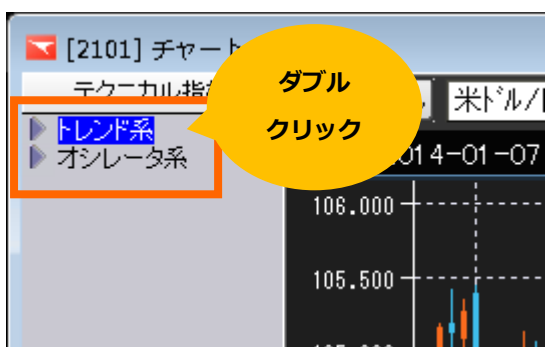 [2101] チャート
テクニカル指
ダブル
クリック
米ドル/
トレンド系
オシレータ系
14-01-07
106.000
105.500